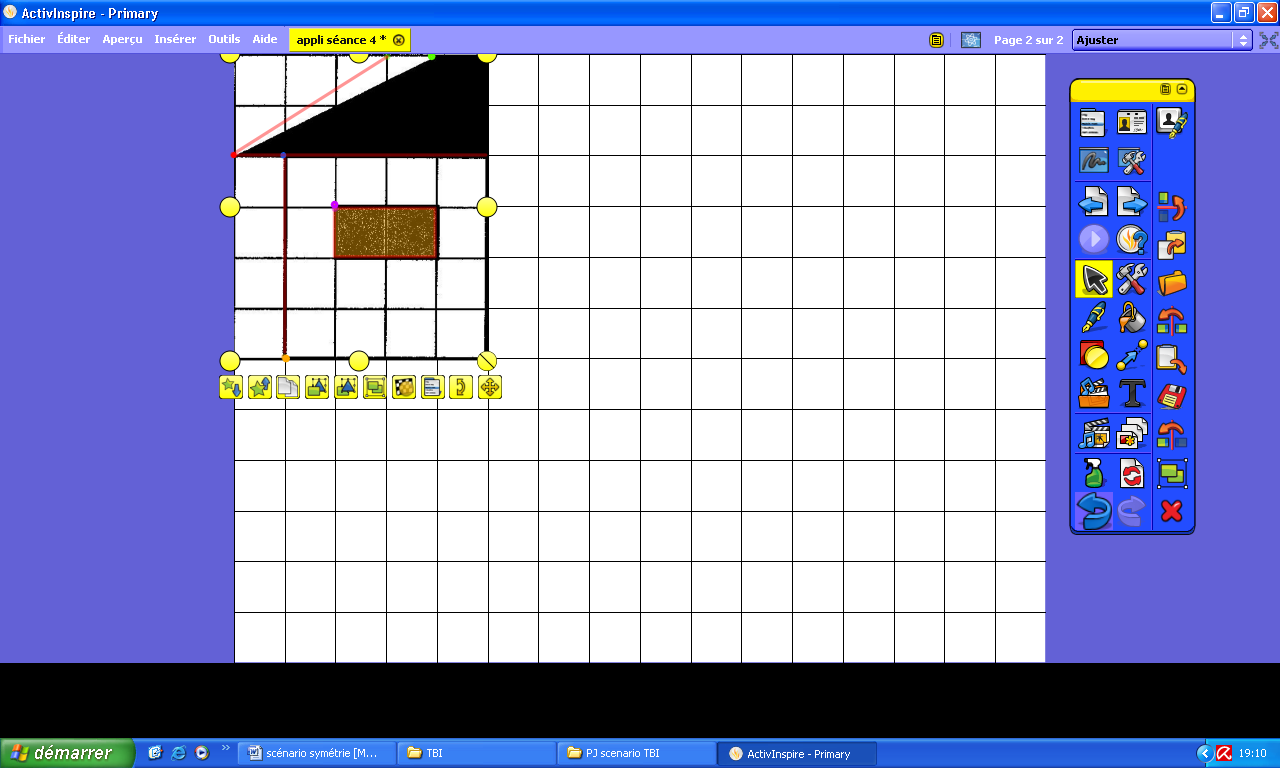 ActivInspire - Primary
Fichier Éditer Aperçu Insérer Outils Aide appli séance 4 * Page 2 sur 2 Ajuster
T
démarrer scénario symétrie [M... TBI PJ scenario TBI ActivInspire - Primary 19:10